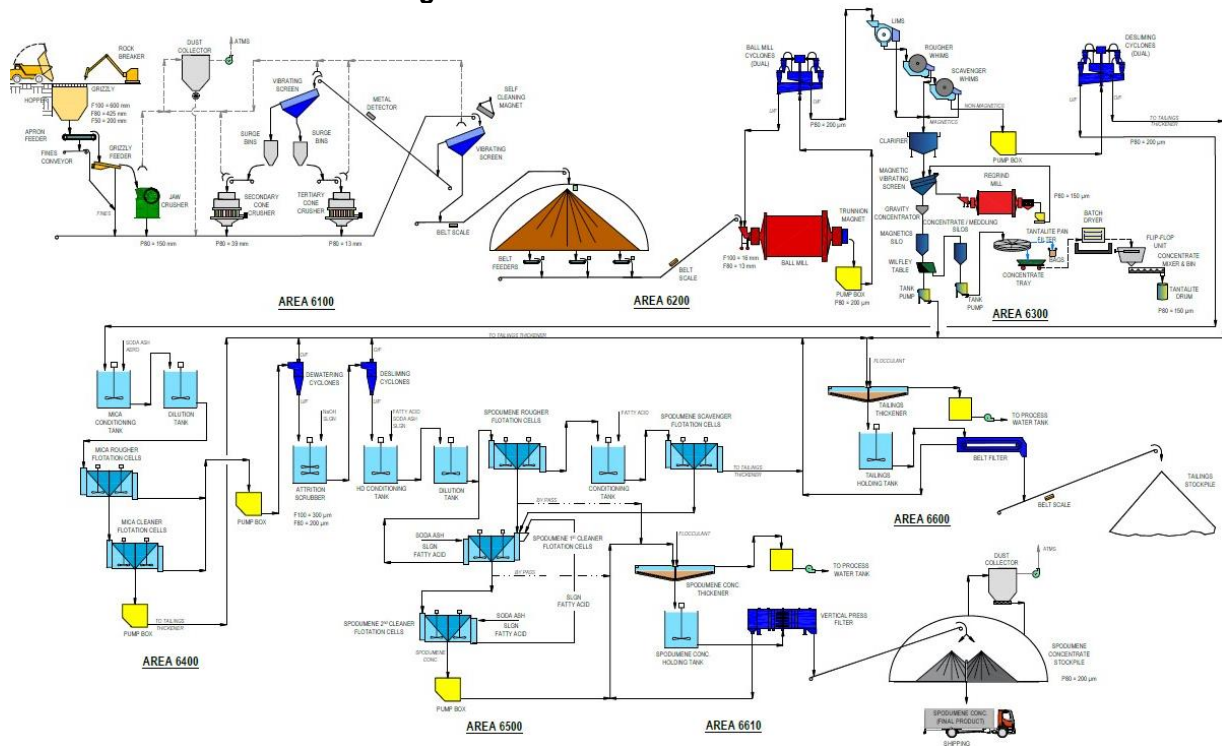 ROCK
BREAKER
DUST
COLLECTOR
ATMS
GRIZZLY
HOPPER
F100 = 600 mm
F80 = 425 mm
F50 = 200 mm
APRON
FEEDER
FINES
CONVEYOR
GRIZZLY
FEEDER
FINES
JAW
CRUSHER
P80 = 150 mm
VIBRATING
SCREEN
SURGE
BINS
SURGE
BINS
SECONDARY
CONE
CRUSHER
TERTIARY
CONE
CRUSHER
P80 = 39 mm
P80 = 13 mm
METAL
DETECTOR
SELF
CLEANING
MAGNET
VIBRATING
SCREEN
BELT SCALE
AREA 6100
BELT
FEEDERS
BELT
SCALE
AREA 6200
BALL MILL
CYCLONES
(DUAL)
U/F
O/F
P80 = 200 µm
TRUNNION
MAGNET
F100 = 16 mm
F80 = 13 mm
BALL MILL
PUMP BOX
P80 = 200 µm
LIMS
ROUGHER
WHIMS
SCAVENGER
WHIMS
NON-MAGNETICS
MAGNETICS
PUMP BOX
DESLIMING
CYCLONES
(DUAL)
U/F
O/F
TO TAILINGS
THICKENER
P80 = 200 µm
CLARIFIER
MAGNETIC
VIBRATING
SCREEN
REGRIND
MILL
P80 = 150 µm
GRAVITY
CONCENTRATOR
CONCENTRATE / MIDDLING
SILOS
MAGNETICS
SILO
WILFLEY
TABLE
TANK
PUMP
TANK
PUMP
TANTALITE PAN
FILTER
BAGS
CONCENTRATE
TRAY
BATCH
DRYER
FLIP-FLOP
UNIT
CONCENTRATE
MIXER & BIN
TANTALITE
DRUM
P80 = 150 µm
AREA 6300
TO TAILINGS THICKENER
SODA ASH
AERO
MICA
CONDITIONING
TANK
DILUTION
TANK
MICA ROUGHER
FLOTATION CELLS
MICA CLEANER
FLOTATION CELLS
PUMP BOX
TO TAILINGS
THICKENER
AREA 6400
PUMP BOX
O/F
DEWATERING
CYCLONES
U/F
NaOH
SLGN
ATTRITION
SCRUBBER
F100 = 300 µm
F80 = 200 µm
O/F
DESLIMING
CYCLONES
U/F
FATTY ACID
SODA ASH
SLGN
HD CONDITIONING
TANK
DILUTION
TANK
SPODUMENE ROUGHER
FLOTATION CELLS
FATTY ACID
CONDITIONING
TANK
SPODUMENE SCAVENGER
FLOTATION CELLS
TO TAILINGS
THICKENER
BY PASS
SODA ASH
SLGN
FATTY ACID
SPODUMENE 1st CLEANER
FLOTATION CELLS
BY PASS
SLGN
FATTY ACID
SPODUMENE 2nd CLEANER
FLOTATION CELLS
SODA ASH
SLGN
FATTY ACID
SPODUMENE
CONC
PUMP BOX
AREA 6500
FLOCCULANT
SPODUMENE CONC.
THICKENER
TO PROCESS
WATER TANK
SPODUMENE CONC.
HOLDING TANK
VERTICAL PRESS
FILTER
AREA 6610
FLOCCULANT
TAILINGS
THICKENER
TO PROCESS
WATER TANK
TAILINGS
HOLDING TANK
BELT FILTER
BELT SCALE
TAILINGS
STOCKPILE
AREA 6600
DUST
COLLECTOR
ATMS
SPODUMENE
CONCENTRATE
STOCKPILE
P80 = 200 µm
SPODUMENE CONC.
(FINAL PRODUCT)
SHIPPING